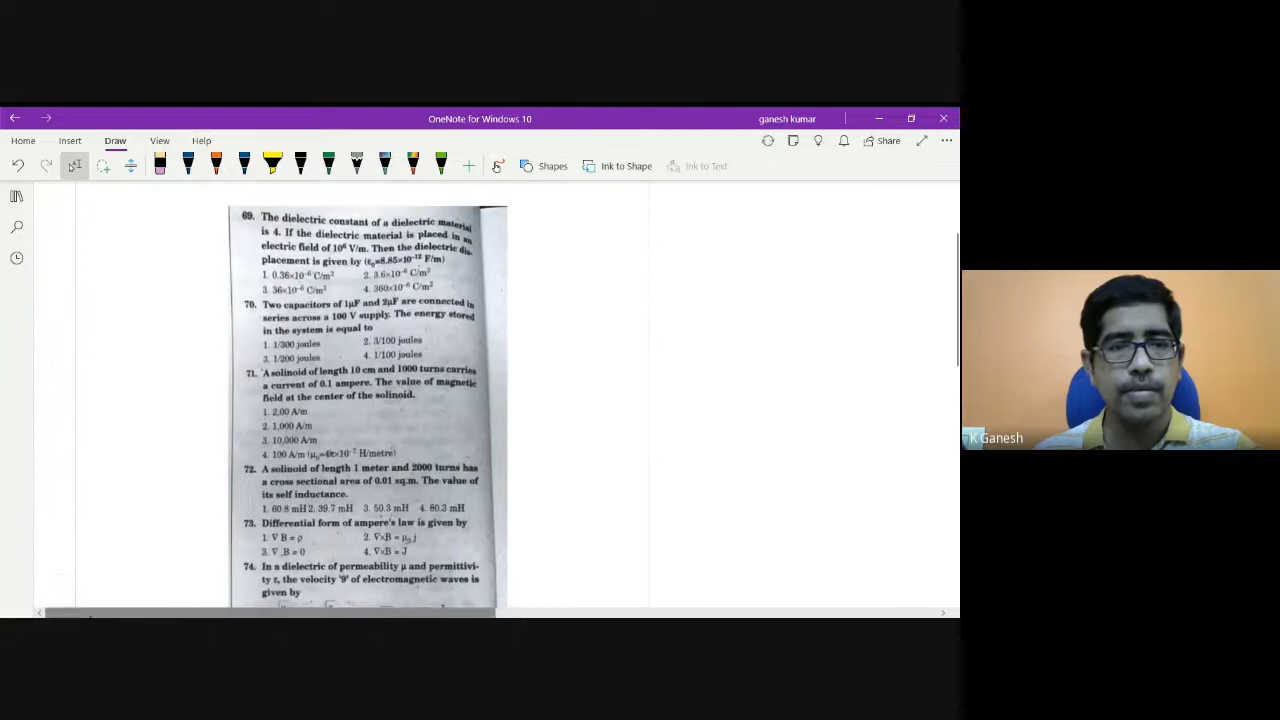 OneNote for Windows 10
ganesh kumar
Home Insert Draw View Help
Share
Shapes Ink to Shape Ink to Text
69. The dielectric constant of a dielectric material
is 4. If the dielectric material is placed in an
electric field of 10⁶ V/m. Then the dielectric dis-
placement is given by (ε₀=8.85×10⁻¹² F/m)
1. 0.36×10⁻⁶ C/m² 2. 3.6×10⁻⁶ C/m²
3. 36×10⁻⁶ C/m² 4. 360×10⁻⁶ C/m²
70. Two capacitors of 1μF and 2μF are connected in
series across a 100 V supply. The energy stored
in the system is equal to
1. 1/300 joules 2. 3/100 joules
3. 1/200 joules 4. 1/100 joules
71. A solinoid of length 10 cm and 1000 turns carries
a current of 0.1 ampere. The value of magnetic
field at the center of the solinoid.
1. 2,00 A/m
2. 1,000 A/m
3. 10,000 A/m
4. 100 A/m (μ₀=4π×10⁻⁷ H/metre)
72. A solinoid of length 1 meter and 2000 turns has
a cross sectional area of 0.01 sq.m. The value of
its self inductance.
1. 60.8 mH 2. 39.7 mH 3. 50.3 mH 4. 80.3 mH
73. Differential form of ampere's law is given by
1. ∇ B = ρ 2. ∇×B = μ₀ j
3. ∇ .B = 0 4. ∇×B = J
74. In a dielectric of permeability μ and permittivi-
ty ε, the velocity '9' of electromagnetic waves is
given by
K Ganesh